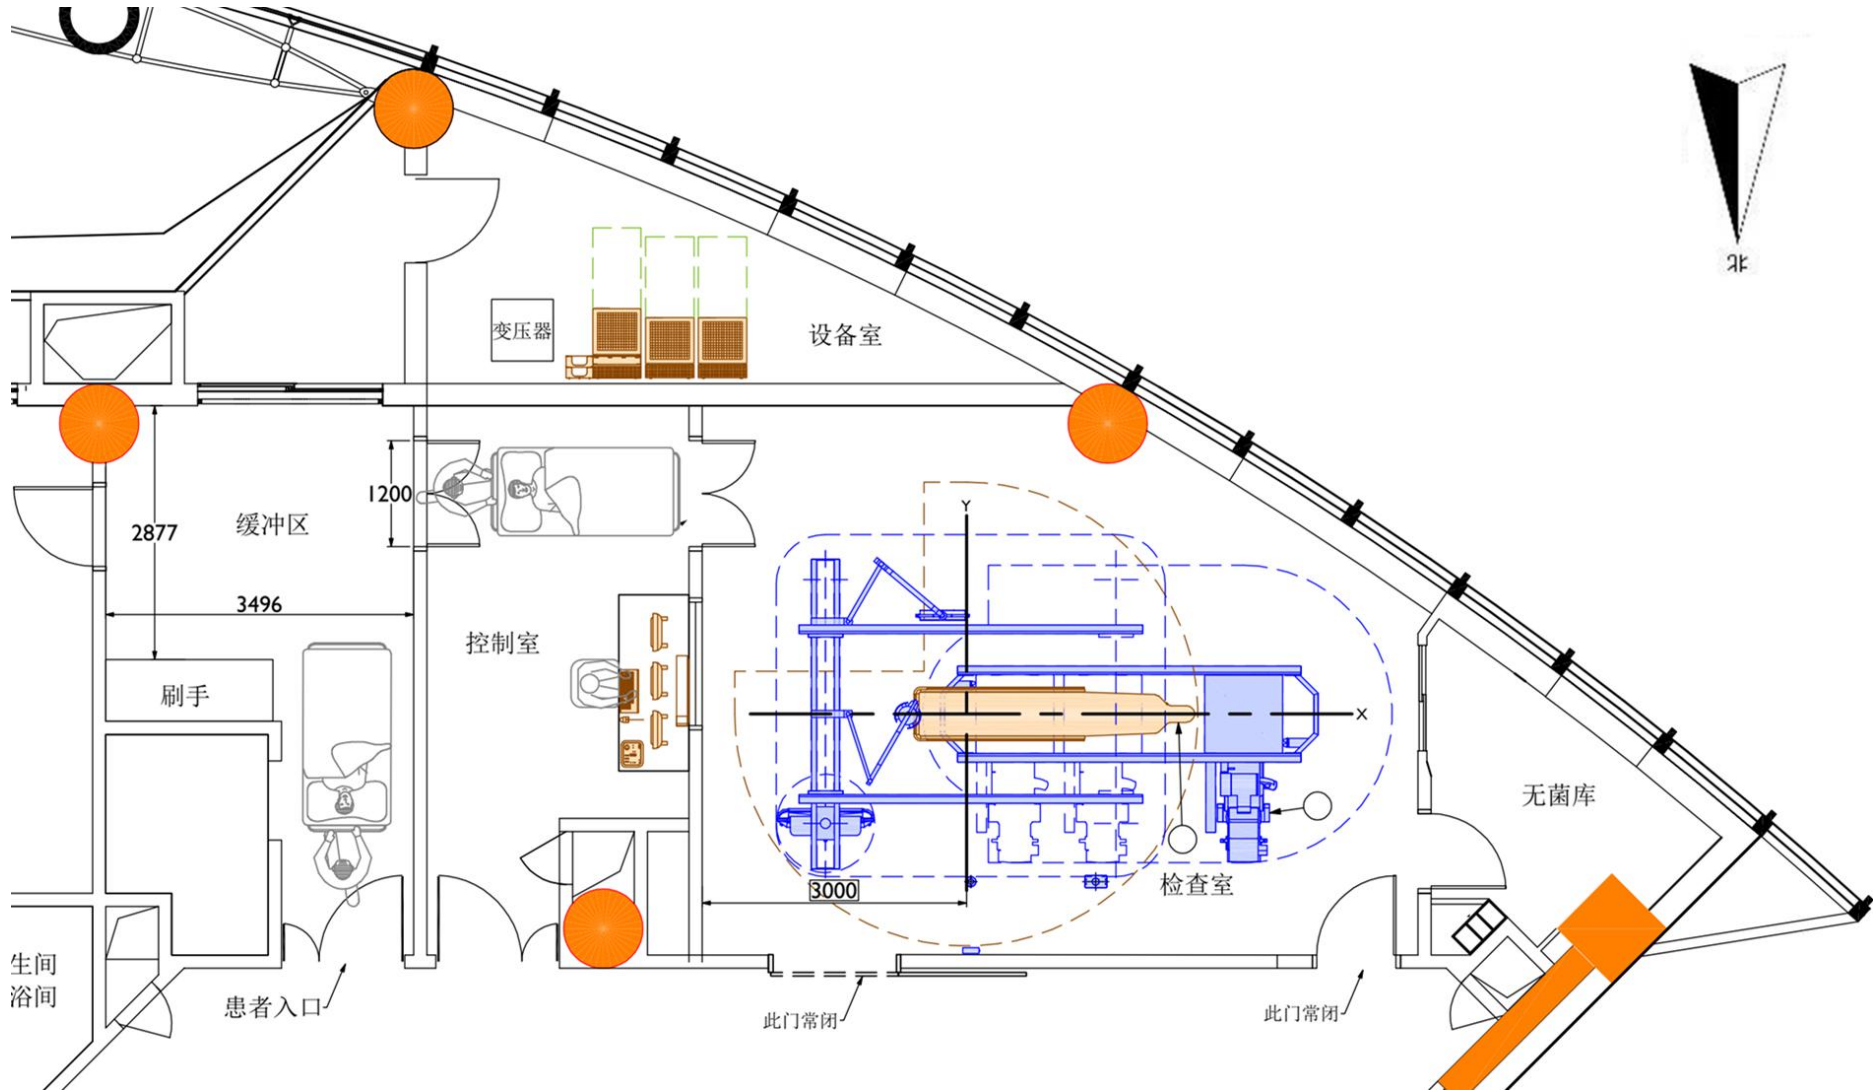 北
变压器
设备室
1200
2877
缓冲区
3496
控制室
刷手
Y
X
无菌库
检查室
3000
生间
浴间
患者入口
此门常闭
此门常闭